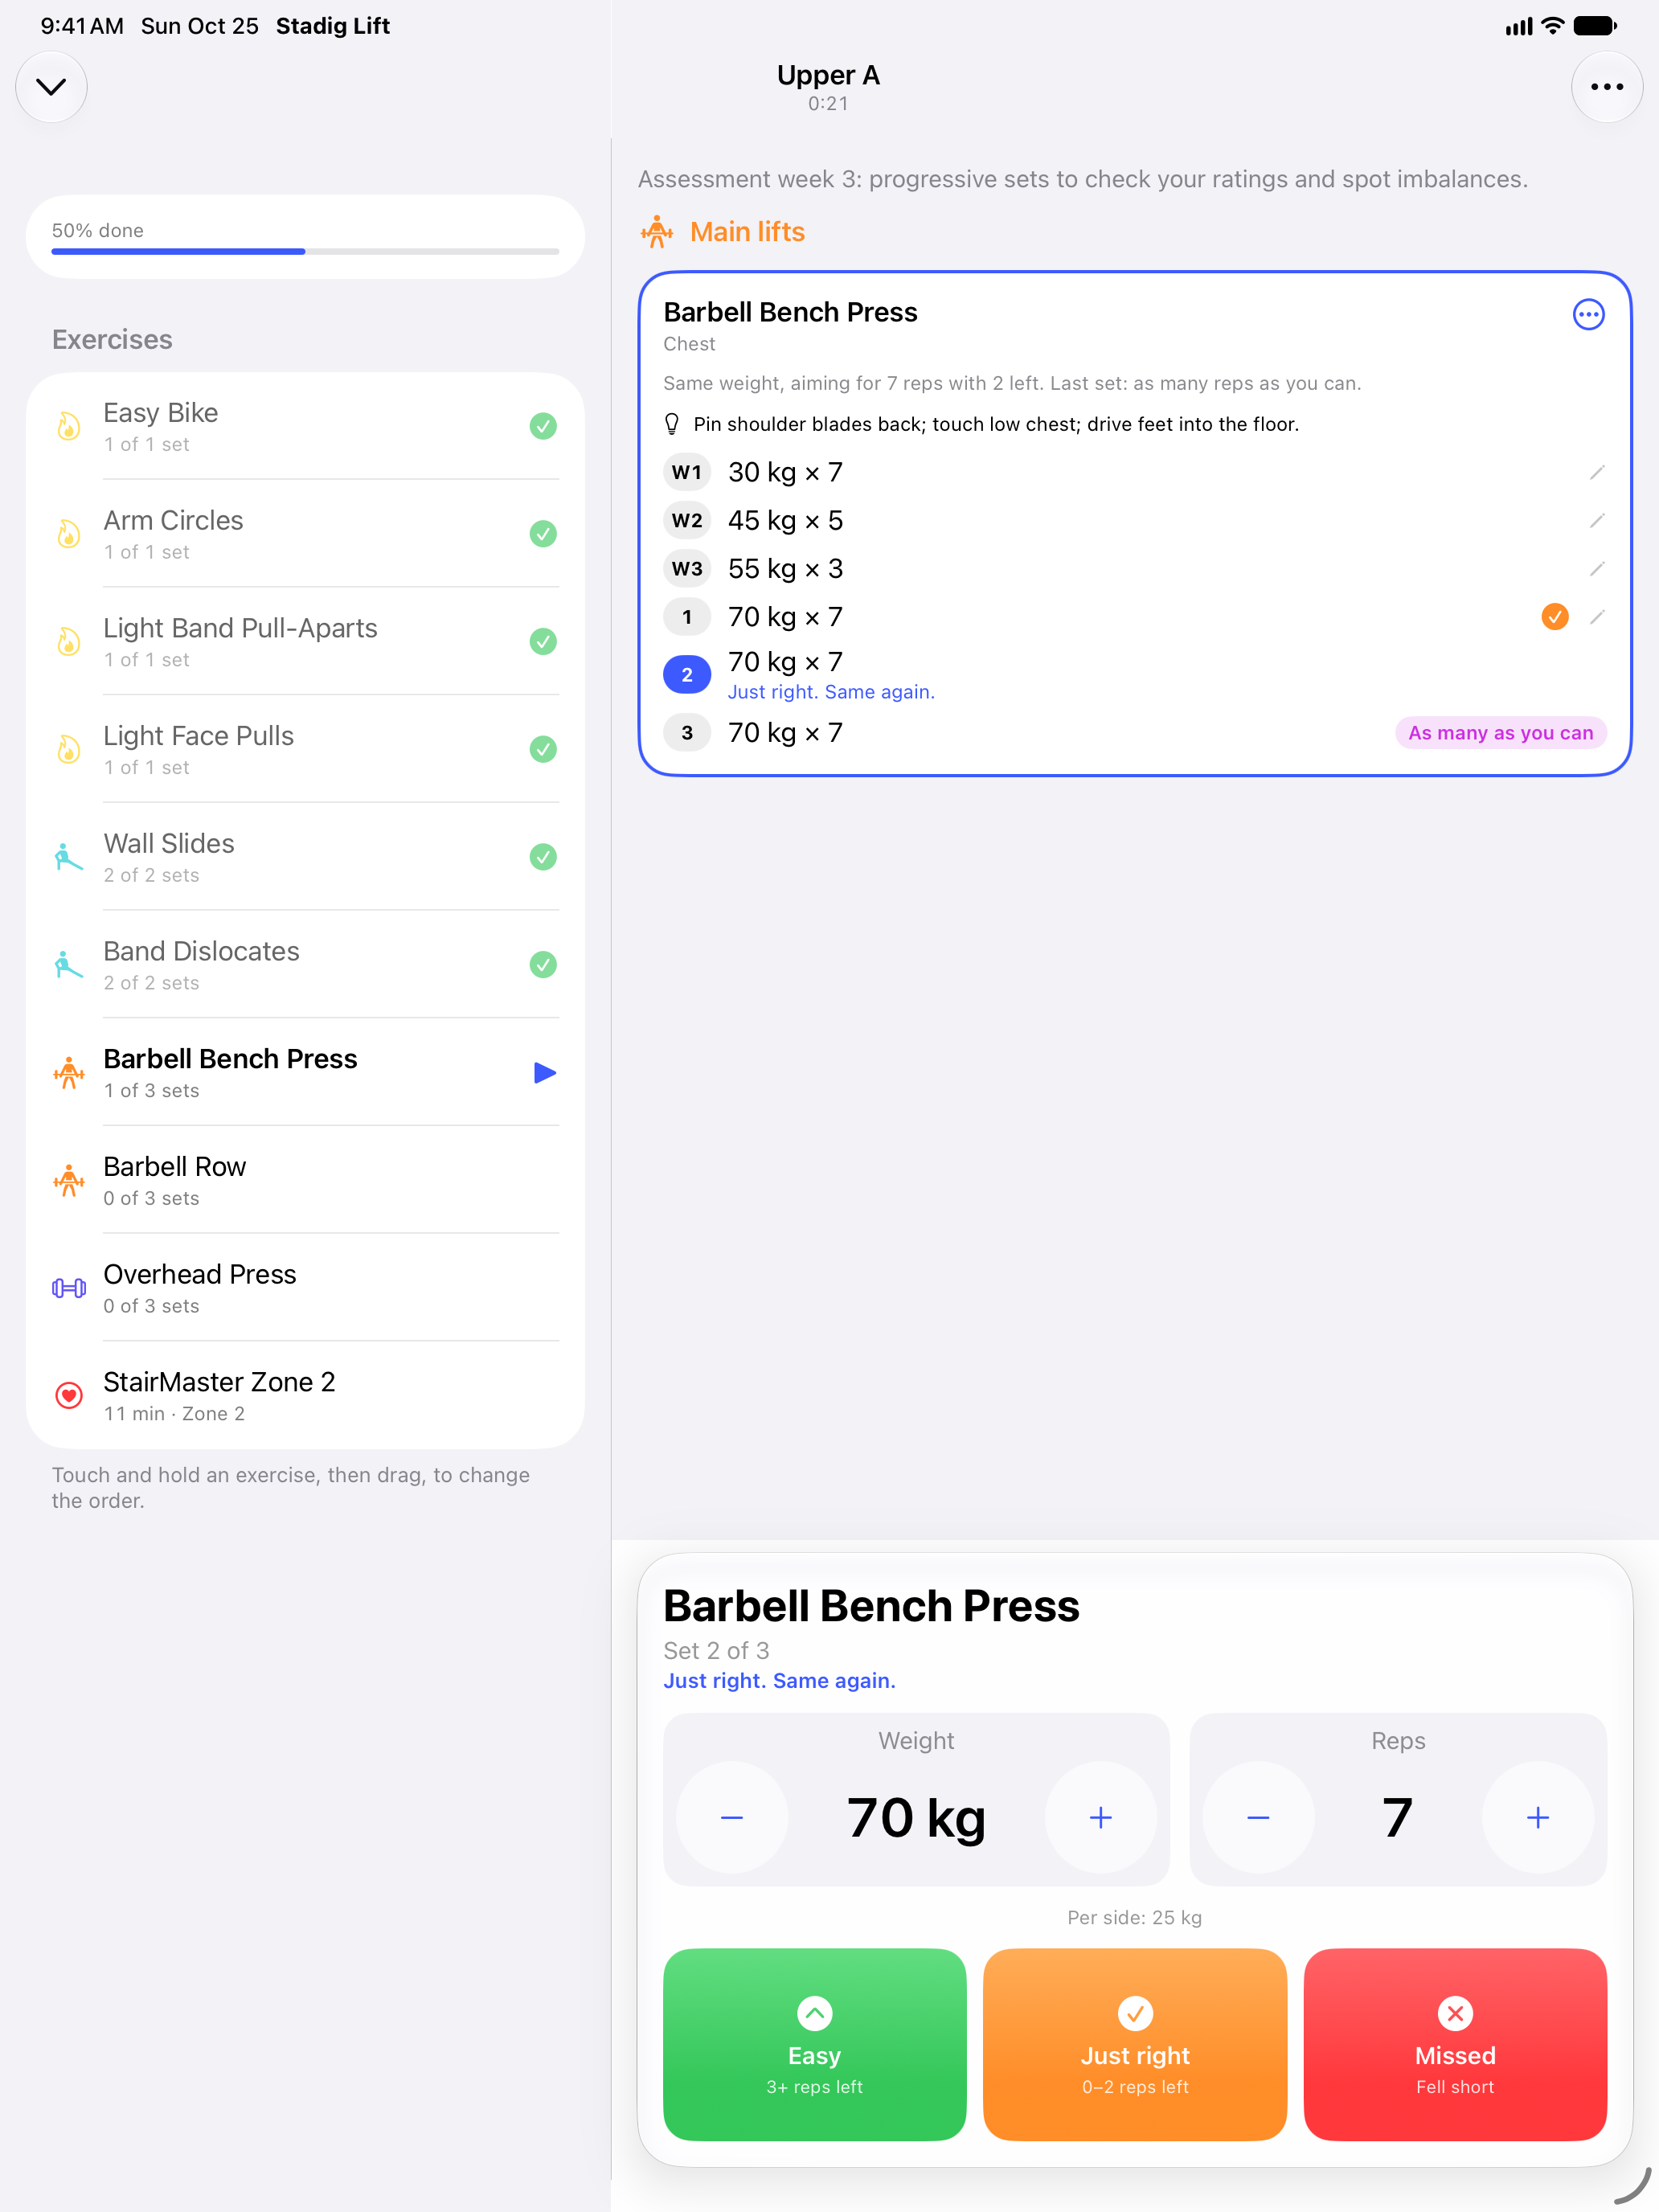 9:41 AM Sun Oct 25 Stadig Lift
Upper A
0:21
50% done
Exercises
Easy Bike
1 of 1 set
Arm Circles
1 of 1 set
Light Band Pull-Aparts
1 of 1 set
Light Face Pulls
1 of 1 set
Wall Slides
2 of 2 sets
Band Dislocates
2 of 2 sets
Barbell Bench Press
1 of 3 sets
Barbell Row
0 of 3 sets
Overhead Press
0 of 3 sets
StairMaster Zone 2
11 min · Zone 2
Touch and hold an exercise, then drag, to change
the order.
Assessment week 3: progressive sets to check your ratings and spot imbalances.
Main lifts
Barbell Bench Press
Chest
Same weight, aiming for 7 reps with 2 left. Last set: as many reps as you can.
Pin shoulder blades back; touch low chest; drive feet into the floor.
W1 30 kg × 7
W2 45 kg × 5
W3 55 kg × 3
1 70 kg × 7
2 70 kg × 7
Just right. Same again.
3 70 kg × 7 As many as you can
Barbell Bench Press
Set 2 of 3
Just right. Same again.
Weight Reps
− 70 kg + − 7 +
Per side: 25 kg
Easy Just right Missed
3+ reps left 0–2 reps left Fell short